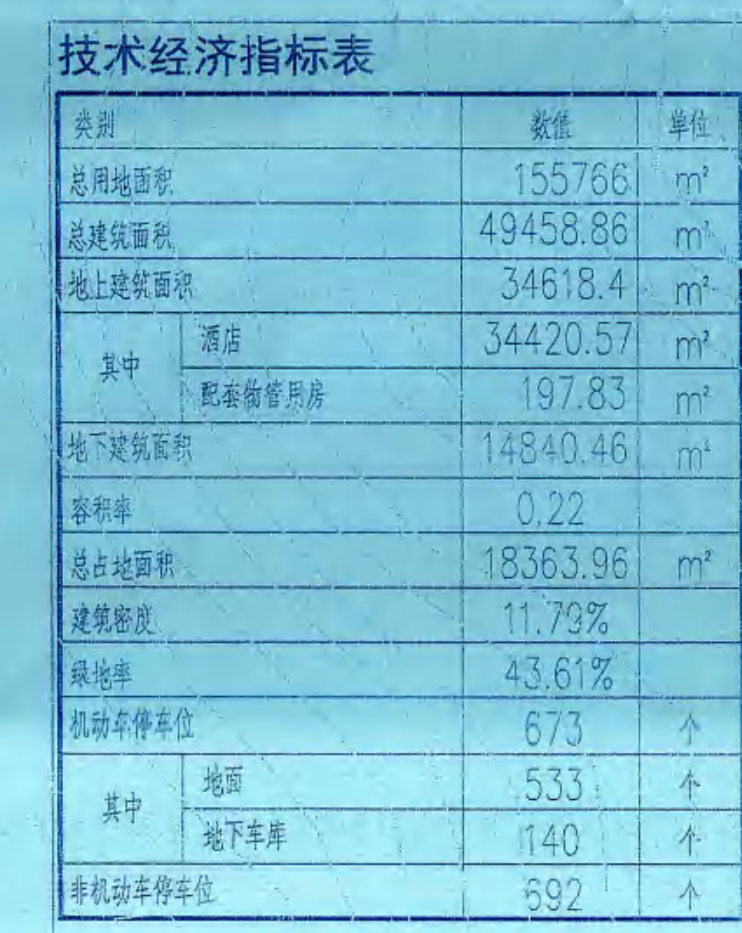 技术经济指标表
类别 数值 单位
总用地面积 155766 m²
总建筑面积 49458.86 m²
地上建筑面积 34618.4 m²
其中 酒店 34420.57 m²
配套物管用房 197.83 m²
地下建筑面积 14840.46 m²
容积率 0.22
总占地面积 18363.96 m²
建筑密度 11.79%
绿地率 43.61%
机动车停车位 673 个
其中 地面 533 个
地下车库 140 个
非机动车停车位 692 个